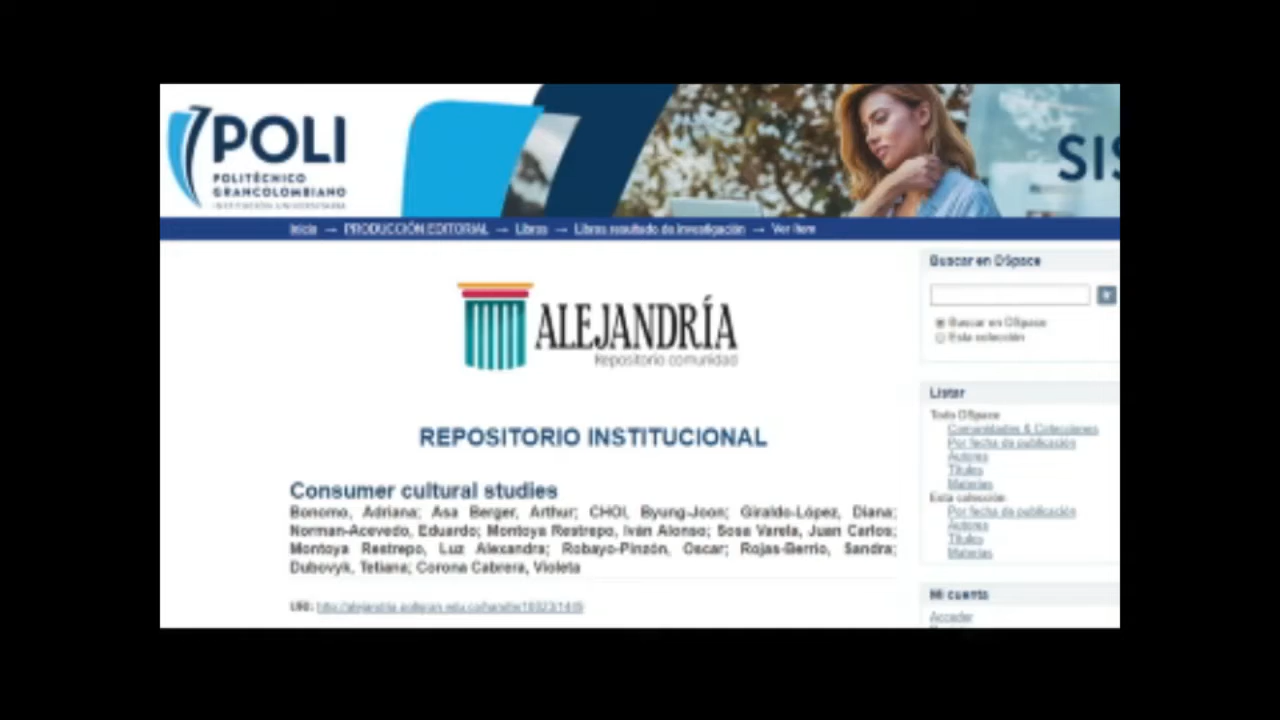 POLI
POLITÉCNICO
GRANCOLOMBIANO
INSTITUCIÓN UNIVERSITARIA
SIS
Inicio → PRODUCCIÓN EDITORIAL → Libros → Libros resultado de investigación → Ver ítem
ALEJANDRÍA
Repositorio comunidad
REPOSITORIO INSTITUCIONAL
Consumer cultural studies
Bonomo, Adriana; Asa Berger, Arthur; CHOI, Byung-Joon; Giraldo-López, Diana;
Norman-Acevedo, Eduardo; Montoya Restrepo, Iván Alonso; Sosa Varela, Juan Carlos;
Montoya Restrepo, Luz Alexandra; Robayo-Pinzón, Oscar; Rojas-Berrio, Sandra;
Dubovyk, Tetiana; Corona Cabrera, Violeta
URI:
Buscar en DSpace
Buscar en DSpace
Esta colección
Listar
Todo DSpace
Comunidades & Colecciones
Por fecha de publicación
Autores
Títulos
Materias
Esta colección
Por fecha de publicación
Autores
Títulos
Materias
Mi cuenta
Acceder